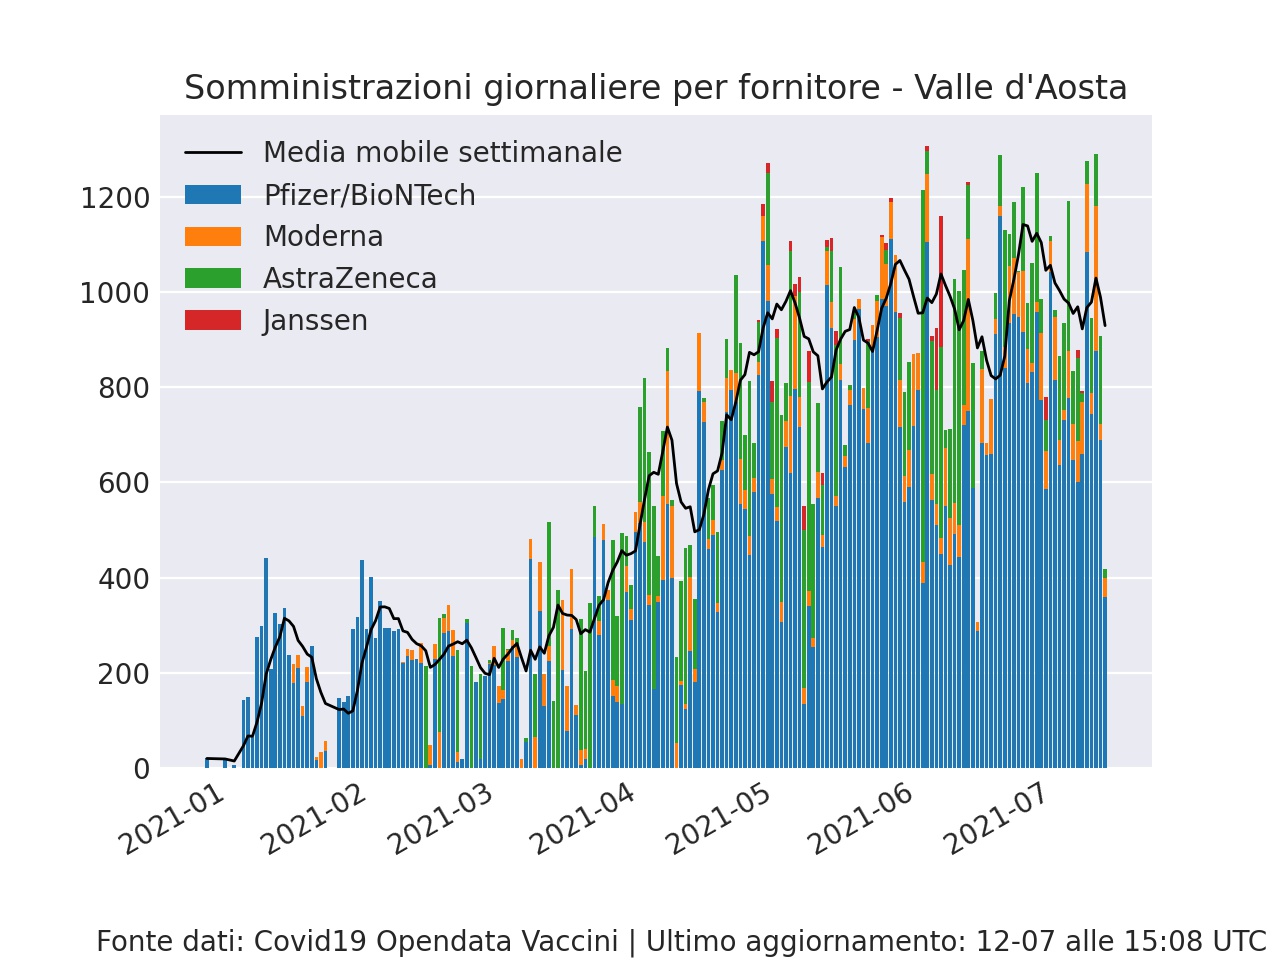 Somministrazioni giornaliere per fornitore - Valle d'Aosta
Media mobile settimanale
Pfizer/BioNTech
Moderna
AstraZeneca
Janssen
1200
1000
800
600
400
200
0
2021-01
2021-02
2021-03
2021-04
2021-05
2021-06
2021-07
Fonte dati: Covid19 Opendata Vaccini | Ultimo aggiornamento: 12-07 alle 15:08 UTC